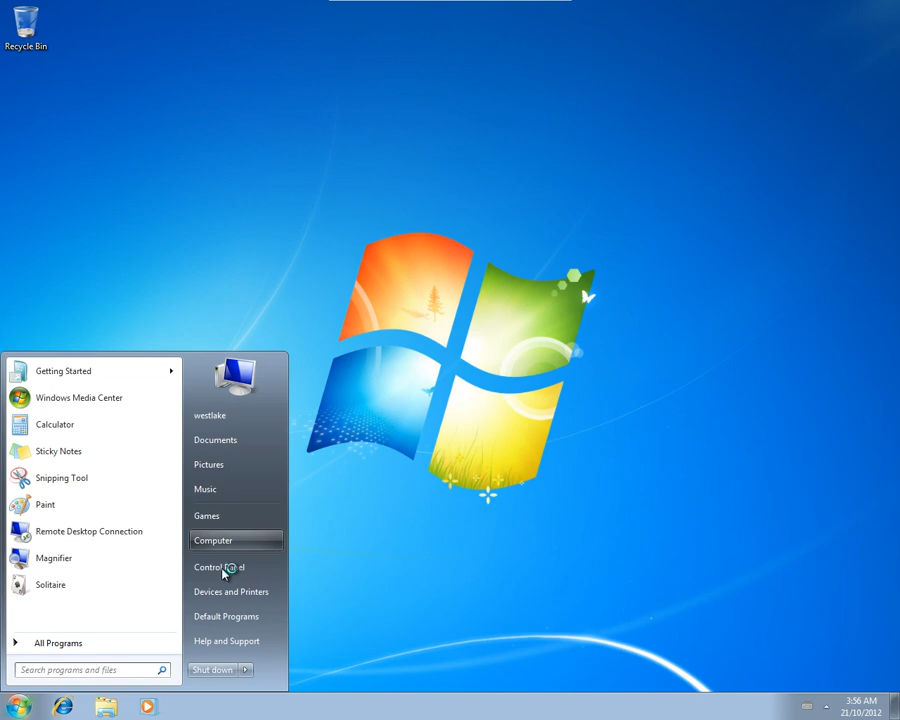 Recycle Bin
Getting Started
Windows Media Center
Calculator
Sticky Notes
Snipping Tool
Paint
Remote Desktop Connection
Magnifier
Solitaire
All Programs
Search programs and files
westlake
Documents
Pictures
Music
Games
Computer
Control Panel
Devices and Printers
Default Programs
Help and Support
Shut down
3:56 AM
21/10/2012